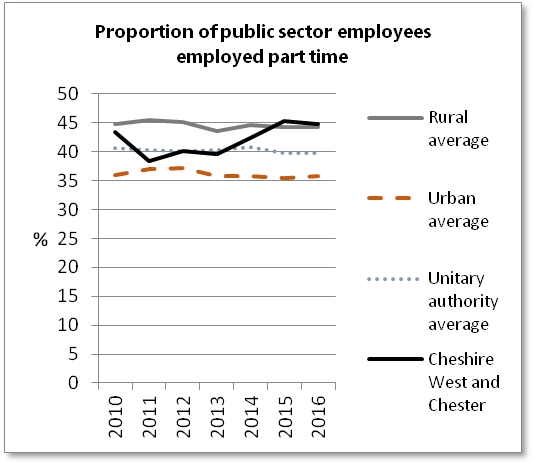 Proportion of public sector employees
employed part time
50
45
40
35
30
25
20
15
10
5
0
%
2010 2011 2012 2013 2014 2015 2016
Rural
average
Urban
average
Unitary
authority
average
Cheshire
West and
Chester